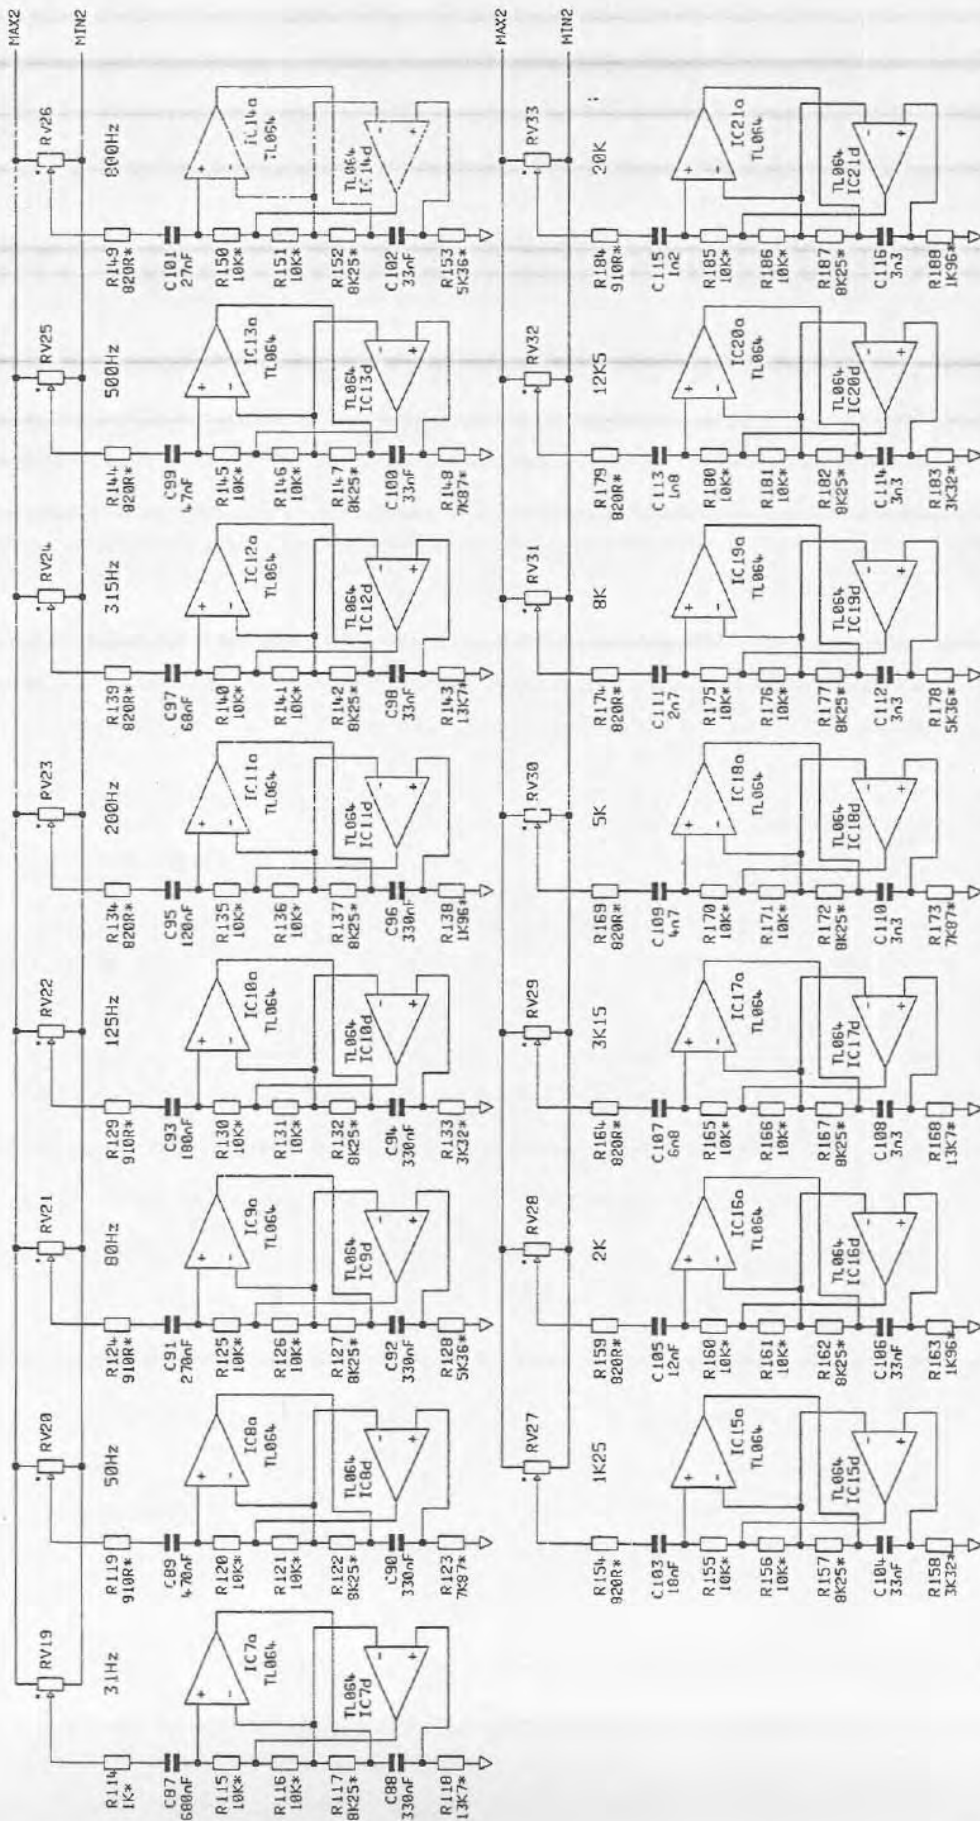 MAX2
MIN2
RV19
31Hz
R114
1K*
C87
680nF
R115
10K*
R116
10K*
R117
8K25*
C88
330nF
R118
13K7*
IC7a
TL064
TL064
IC7d
RV20
50Hz
R119
910R*
C89
470nF
R120
10K*
R121
10K*
R122
8K25*
C90
330nF
R123
7K87*
IC8a
TL064
TL064
IC8d
RV21
80Hz
R124
910R*
C91
270nF
R125
10K*
R126
10K*
R127
8K25*
C92
330nF
R128
5K36*
IC9a
TL064
TL064
IC9d
RV22
125Hz
R129
910R*
C93
180nF
R130
10K*
R131
10K*
R132
8K25*
C94
330nF
R133
3K32*
IC10a
TL064
TL064
IC10d
RV23
200Hz
R134
820R*
C95
120nF
R135
10K*
R136
10K*
R137
8K25*
C96
330nF
R138
1K96*
IC11a
TL064
TL064
IC11d
RV24
315Hz
R139
820R*
C97
68nF
R140
10K*
R141
10K*
R142
8K25*
C98
33nF
R143
13K7*
IC12a
TL064
TL064
IC12d
RV25
500Hz
R144
820R*
C99
47nF
R145
10K*
R146
10K*
R147
8K25*
C100
33nF
R148
7K87*
IC13a
TL064
TL064
IC13d
RV26
800Hz
R149
820R*
C101
27nF
R150
10K*
R151
10K*
R152
8K25*
C102
33nF
R153
5K36*
IC14a
TL064
TL064
IC14d
MAX2
MIN2
RV27
1K25
R154
820R*
C103
18nF
R155
10K*
R156
10K*
R157
8K25*
C104
33nF
R158
3K32*
IC15a
TL064
TL064
IC15d
RV28
2K
R159
820R*
C105
12nF
R160
10K*
R161
10K*
R162
8K25*
C106
33nF
R163
1K96*
IC16a
TL064
TL064
IC16d
RV29
3K15
R164
820R*
C107
6n8
R165
10K*
R166
10K*
R167
8K25*
C108
3n3
R168
13K7*
IC17a
TL064
TL064
IC17d
RV30
5K
R169
820R*
C109
4n7
R170
10K*
R171
10K*
R172
8K25*
C110
3n3
R173
7K87*
IC18a
TL064
TL064
IC18d
RV31
8K
R174
820R*
C111
2n7
R175
10K*
R176
10K*
R177
8K25*
C112
3n3
R178
5K36*
IC19a
TL064
TL064
IC19d
RV32
12K5
R179
820R*
C113
1n8
R180
10K*
R181
10K*
R182
8K25*
C114
3n3
R183
3K32*
IC20a
TL064
TL064
IC20d
RV33
20K
R184
910R*
C115
1n2
R185
10K*
R186
10K*
R187
8K25*
C116
3n3
R188
1K96*
IC21a
TL064
TL064
IC21d